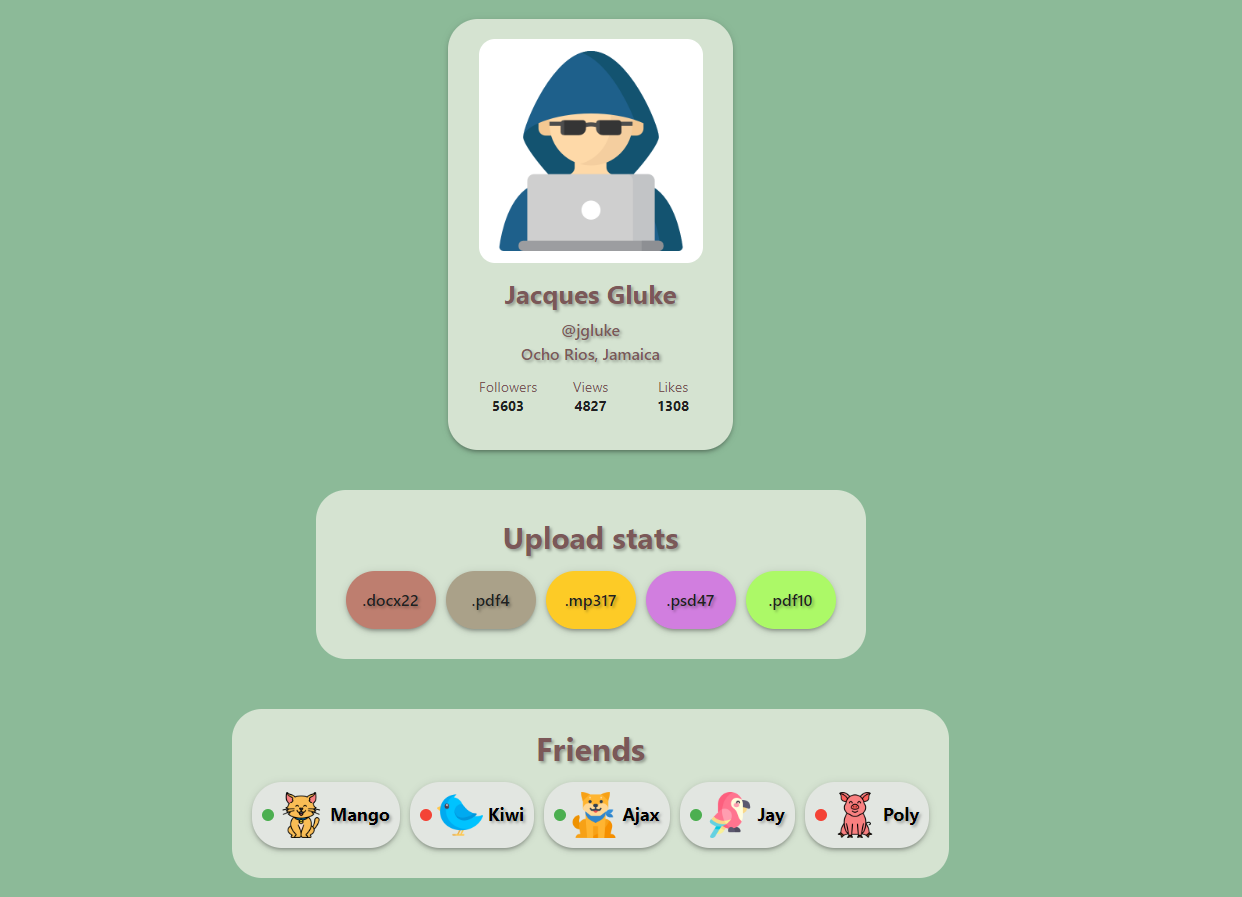 Jacques Gluke
@jgluke
Ocho Rios, Jamaica
Followers Views Likes
5603 4827 1308
Upload stats
.docx22 .pdf4 .mp317 .psd47 .pdf10
Friends
Mango Kiwi Ajax Jay Poly